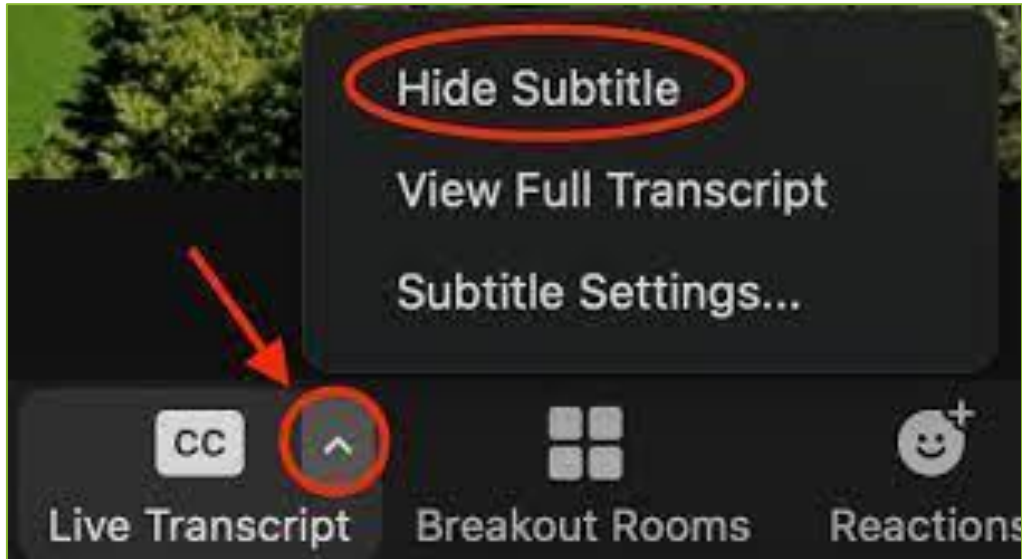 Hide Subtitle
View Full Transcript
Subtitle Settings...
CC
Live Transcript
Breakout Rooms
Reactions